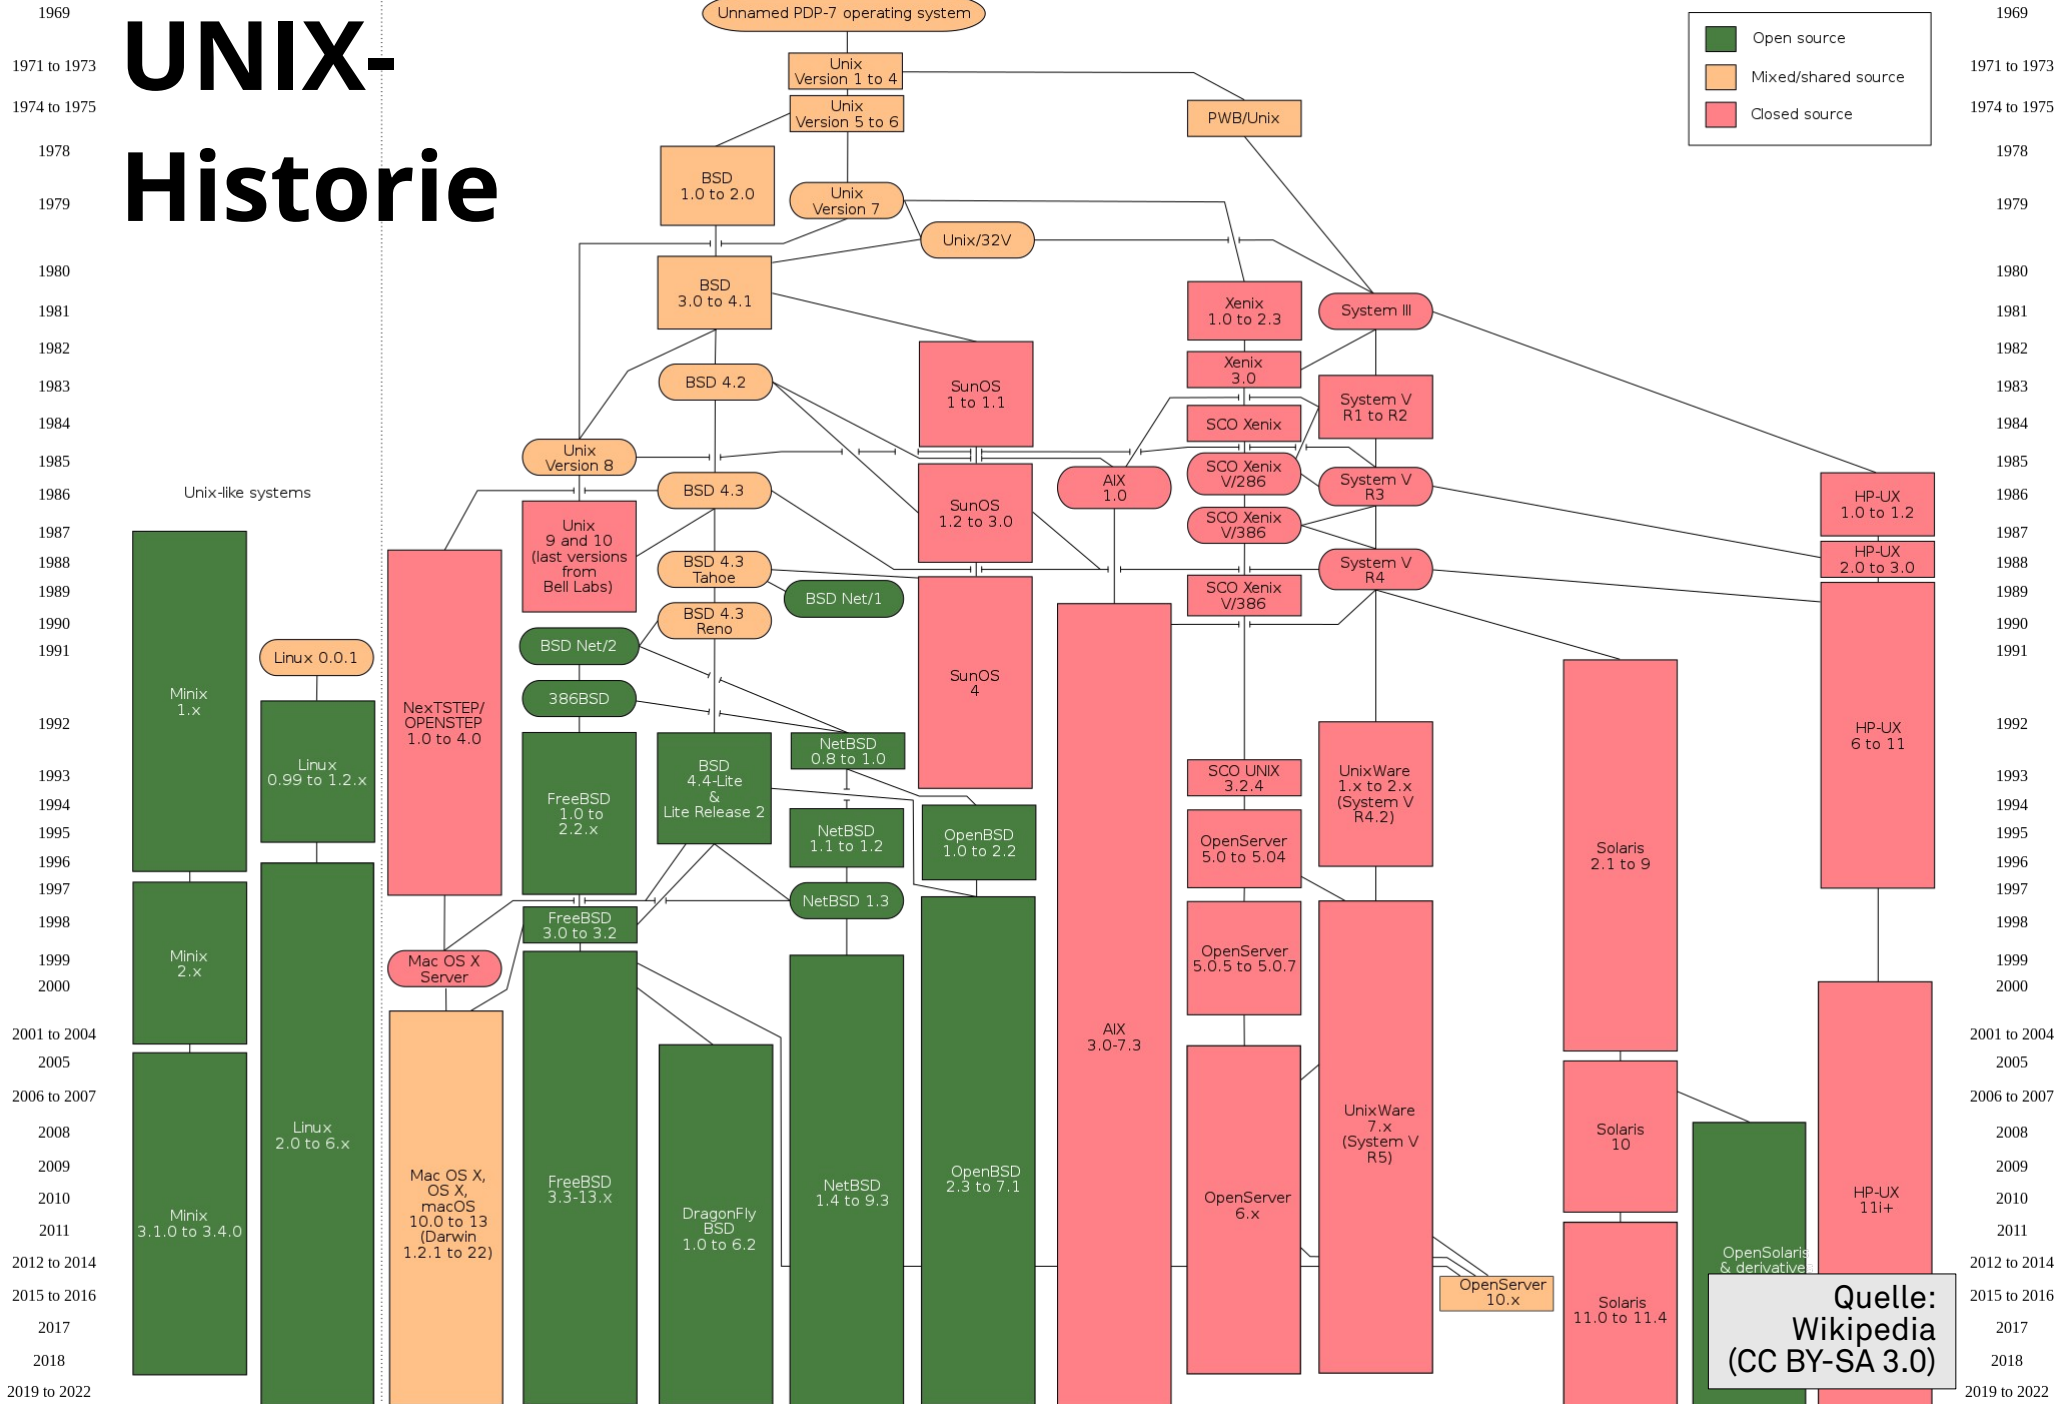 UNIX-
Historie
1969
1971 to 1973
1974 to 1975
1978
1979
1980
1981
1982
1983
1984
1985
1986
1987
1988
1989
1990
1991
1992
1993
1994
1995
1996
1997
1998
1999
2000
2001 to 2004
2005
2006 to 2007
2008
2009
2010
2011
2012 to 2014
2015 to 2016
2017
2018
2019 to 2022
Unix-like systems
Minix
1.x
Minix
2.x
Minix
3.1.0 to 3.4.0
Linux 0.0.1
Linux
0.99 to 1.2.x
Linux
2.0 to 6.x
Unnamed PDP-7 operating system
Unix
Version 1 to 4
Unix
Version 5 to 6
PWB/Unix
BSD
1.0 to 2.0
Unix
Version 7
Unix/32V
BSD
3.0 to 4.1
Xenix
1.0 to 2.3
System III
Xenix
3.0
BSD 4.2
SunOS
1 to 1.1
System V
R1 to R2
SCO Xenix
Unix
Version 8
SCO Xenix
V/286
AIX
1.0
System V
R3
BSD 4.3
SunOS
1.2 to 3.0
HP-UX
1.0 to 1.2
Unix
9 and 10
(last versions
from
Bell Labs)
SCO Xenix
V/386
HP-UX
2.0 to 3.0
BSD 4.3
Tahoe
System V
R4
BSD Net/1
SCO Xenix
V/386
BSD 4.3
Reno
BSD Net/2
386BSD
SunOS
4
NexTSTEP/
OPENSTEP
1.0 to 4.0
HP-UX
6 to 11
NetBSD
0.8 to 1.0
BSD
4.4-Lite
&
Lite Release 2
SCO UNIX
3.2.4
UnixWare
1.x to 2.x
(System V
R4.2)
FreeBSD
1.0 to
2.2.x
NetBSD
1.1 to 1.2
OpenBSD
1.0 to 2.2
OpenServer
5.0 to 5.04
Solaris
2.1 to 9
NetBSD 1.3
FreeBSD
3.0 to 3.2
OpenServer
5.0.5 to 5.0.7
Mac OS X
Server
AIX
3.0-7.3
Mac OS X,
OS X,
macOS
10.0 to 13
(Darwin
1.2.1 to 22)
FreeBSD
3.3-13.x
DragonFly
BSD
1.0 to 6.2
NetBSD
1.4 to 9.3
OpenBSD
2.3 to 7.1
OpenServer
6.x
UnixWare
7.x
(System V
R5)
Solaris
10
HP-UX
11i+
OpenSolaris
& derivatives
OpenServer
10.x
Solaris
11.0 to 11.4
Open source
Mixed/shared source
Closed source
1969
1971 to 1973
1974 to 1975
1978
1979
1980
1981
1982
1983
1984
1985
1986
1987
1988
1989
1990
1991
1992
1993
1994
1995
1996
1997
1998
1999
2000
2001 to 2004
2005
2006 to 2007
2008
2009
2010
2011
2012 to 2014
2015 to 2016
2017
2018
2019 to 2022
Quelle:
Wikipedia
(CC BY-SA 3.0)